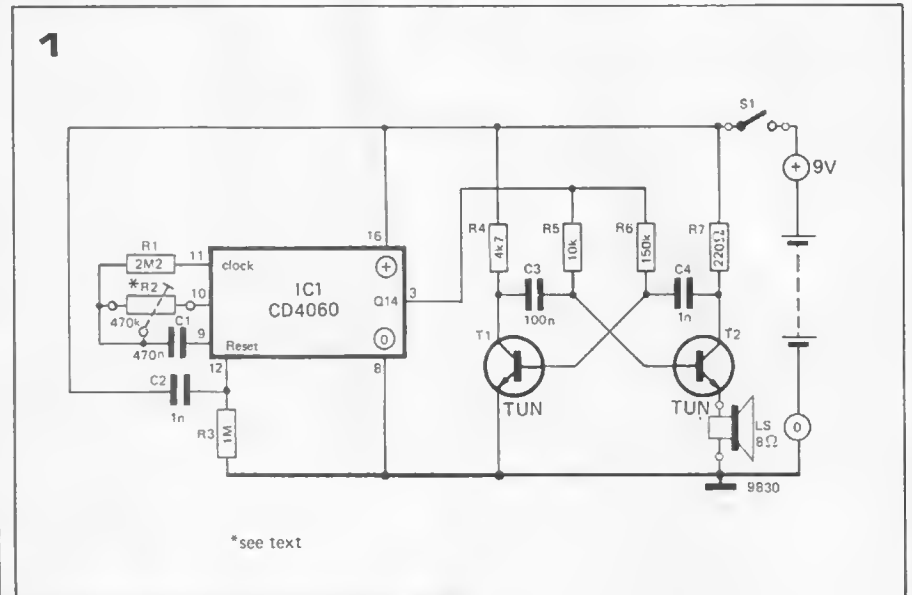 1
S1
9V
R1
2M2
11
clock
16
IC1
CD4060
Q14
3
*R2
10
470k
C1
470n
9
Reset
12
8
0
C2
1n
R3
1M
R4
4k7
R5
10k
R6
150k
R7
220Ω
C3
100n
C4
1n
T1
TUN
T2
TUN
LS
8Ω
0
9830
*see text